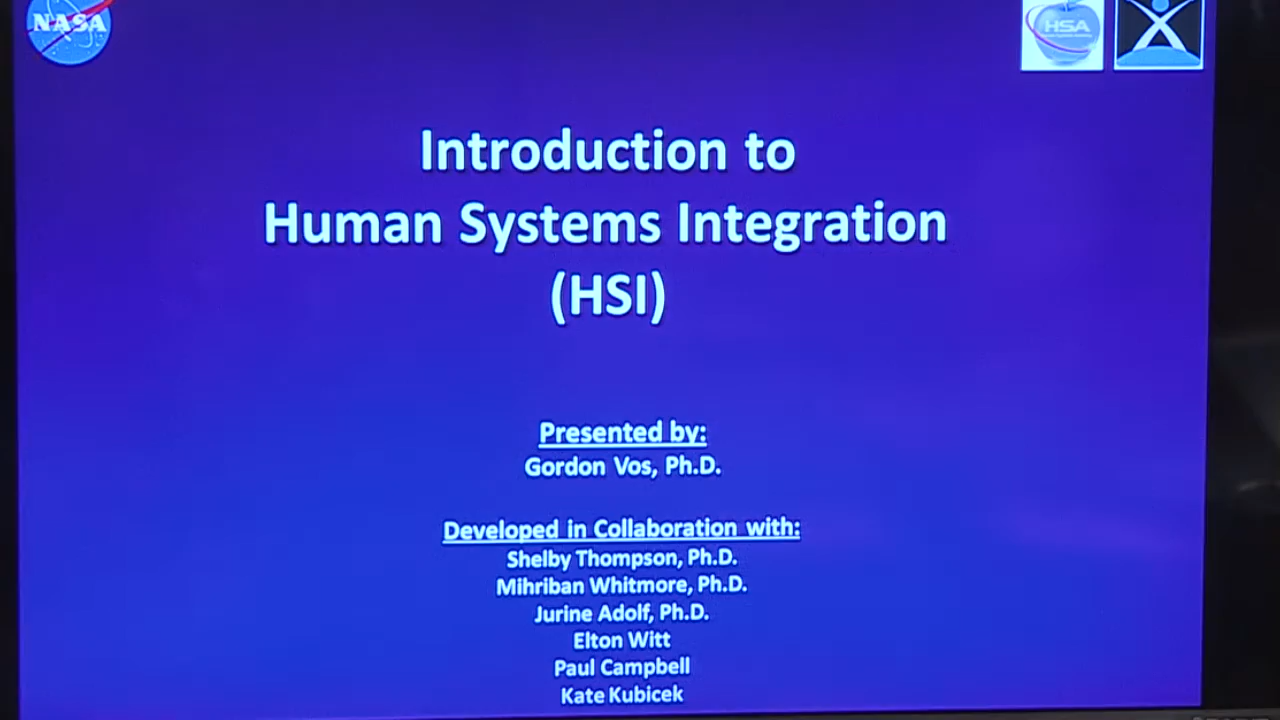 NASA
HSA
Introduction to
Human Systems Integration
(HSI)
Presented by:
Gordon Vos, Ph.D.
Developed in Collaboration with:
Shelby Thompson, Ph.D.
Mihriban Whitmore, Ph.D.
Jurine Adolf, Ph.D.
Elton Witt
Paul Campbell
Kate Kubicek